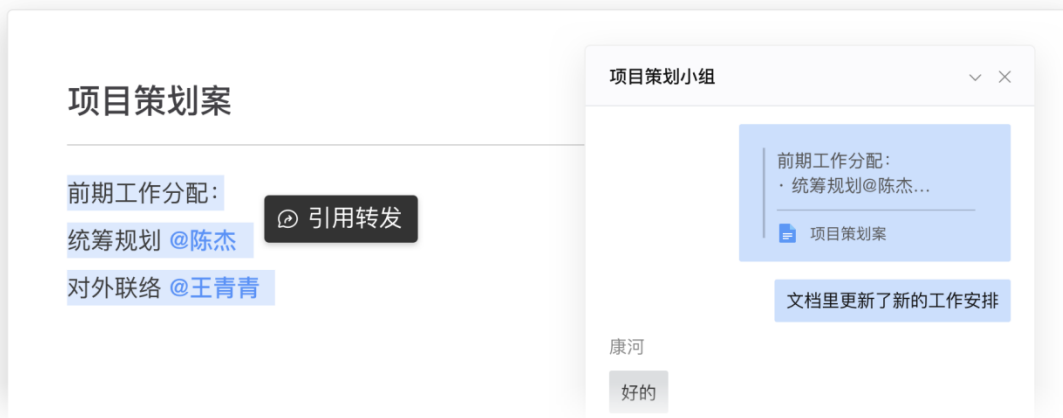 项目策划案
前期工作分配：
统筹规划 @陈杰
对外联络 @王青青
引用转发
项目策划小组
前期工作分配：
· 统筹规划@陈杰...
项目策划案
文档里更新了新的工作安排
康河
好的